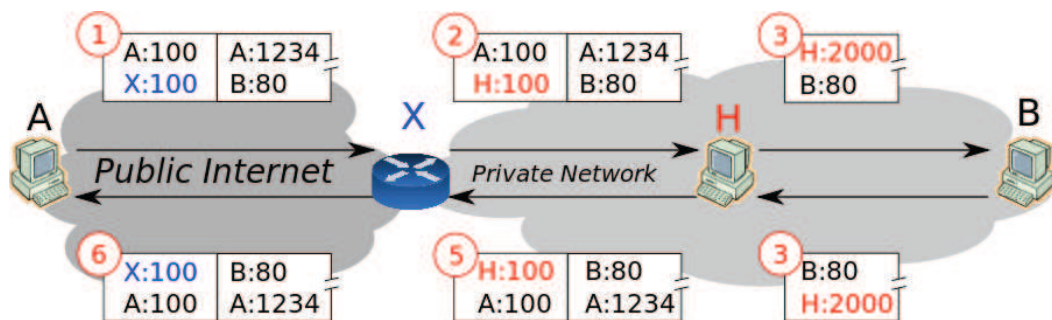 1
A:100 A:1234
X:100 B:80
2
A:100 A:1234
H:100 B:80
3
H:2000
B:80
A
X
H
B
Public Internet
Private Network
6
X:100 B:80
A:100 A:1234
5
H:100 B:80
A:100 A:1234
3
B:80
H:2000